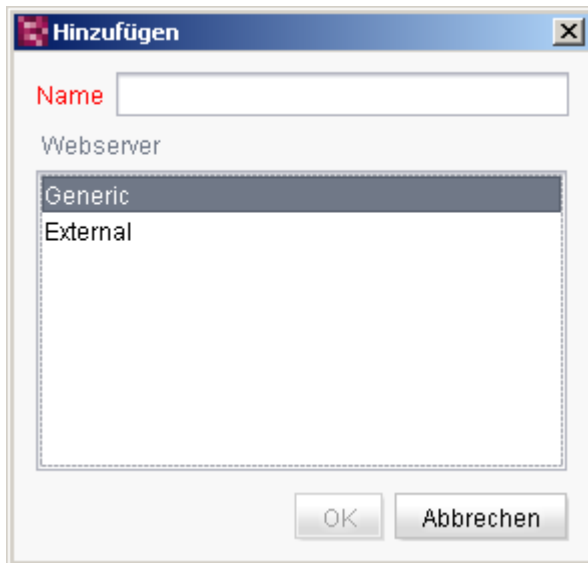 Hinzufügen
Name
Webserver
Generic
External
OK Abbrechen